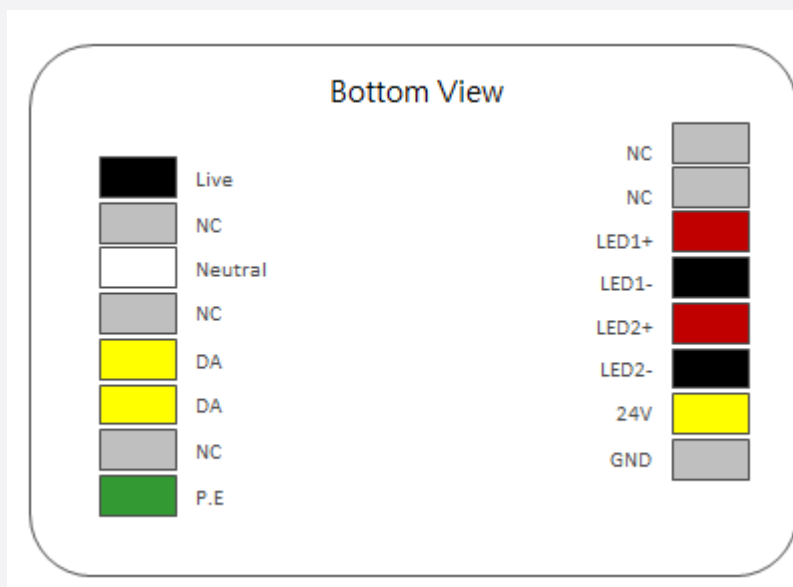 Bottom View
Live
NC
Neutral
NC
DA
DA
NC
P.E
NC
NC
LED1+
LED1-
LED2+
LED2-
24V
GND